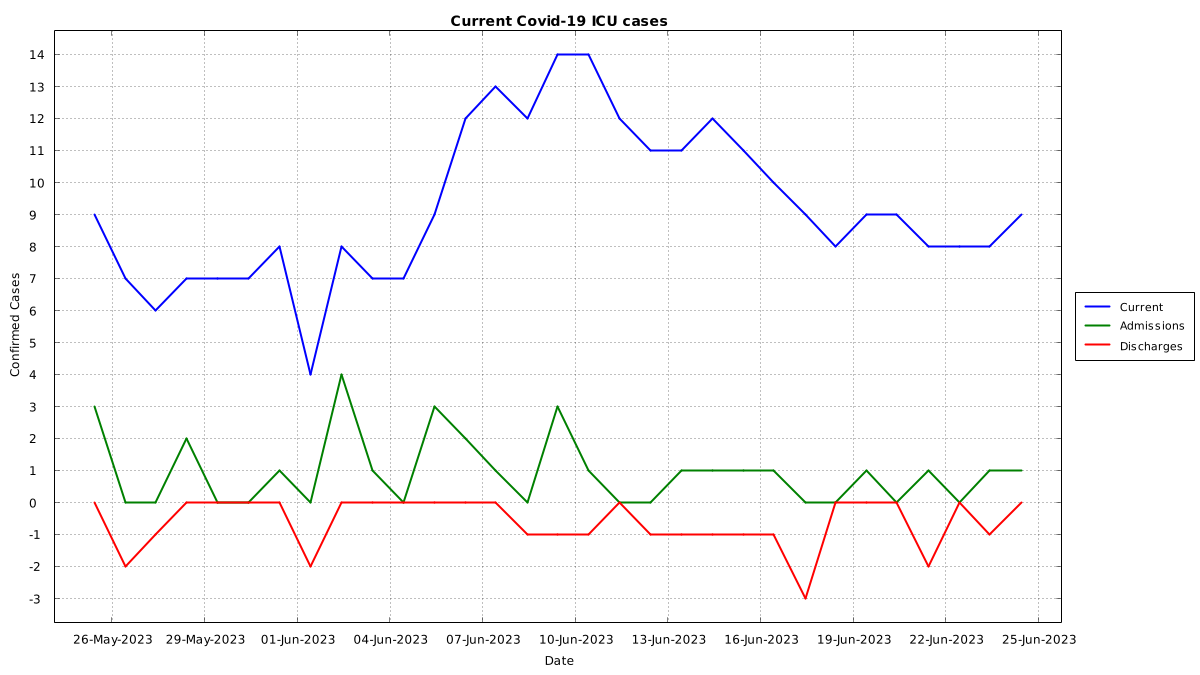 Current Covid-19 ICU cases
Confirmed Cases
14
13
12
11
10
9
8
7
6
5
4
3
2
1
0
-1
-2
-3
26-May-2023 29-May-2023 01-Jun-2023 04-Jun-2023 07-Jun-2023 10-Jun-2023 13-Jun-2023 16-Jun-2023 19-Jun-2023 22-Jun-2023 25-Jun-2023
Date
Current
Admissions
Discharges